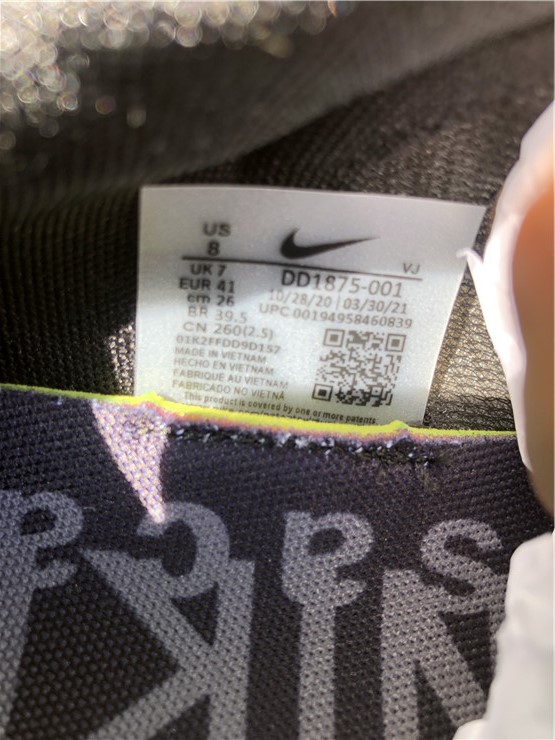 US
8
UK 7
EUR 41
cm 26
BR 39.5
CN 260(2.5)
VJ
DD1875-001
10/28/20 | 03/30/21
UPC 00194958460839
01K2FFDD9D157
MADE IN VIETNAM
HECHO EN VIETNAM
FABRIQUE AU VIETNAM
FABRICADO NO VIETNÃ
This product is covered by one or more patents.
saca
NIK